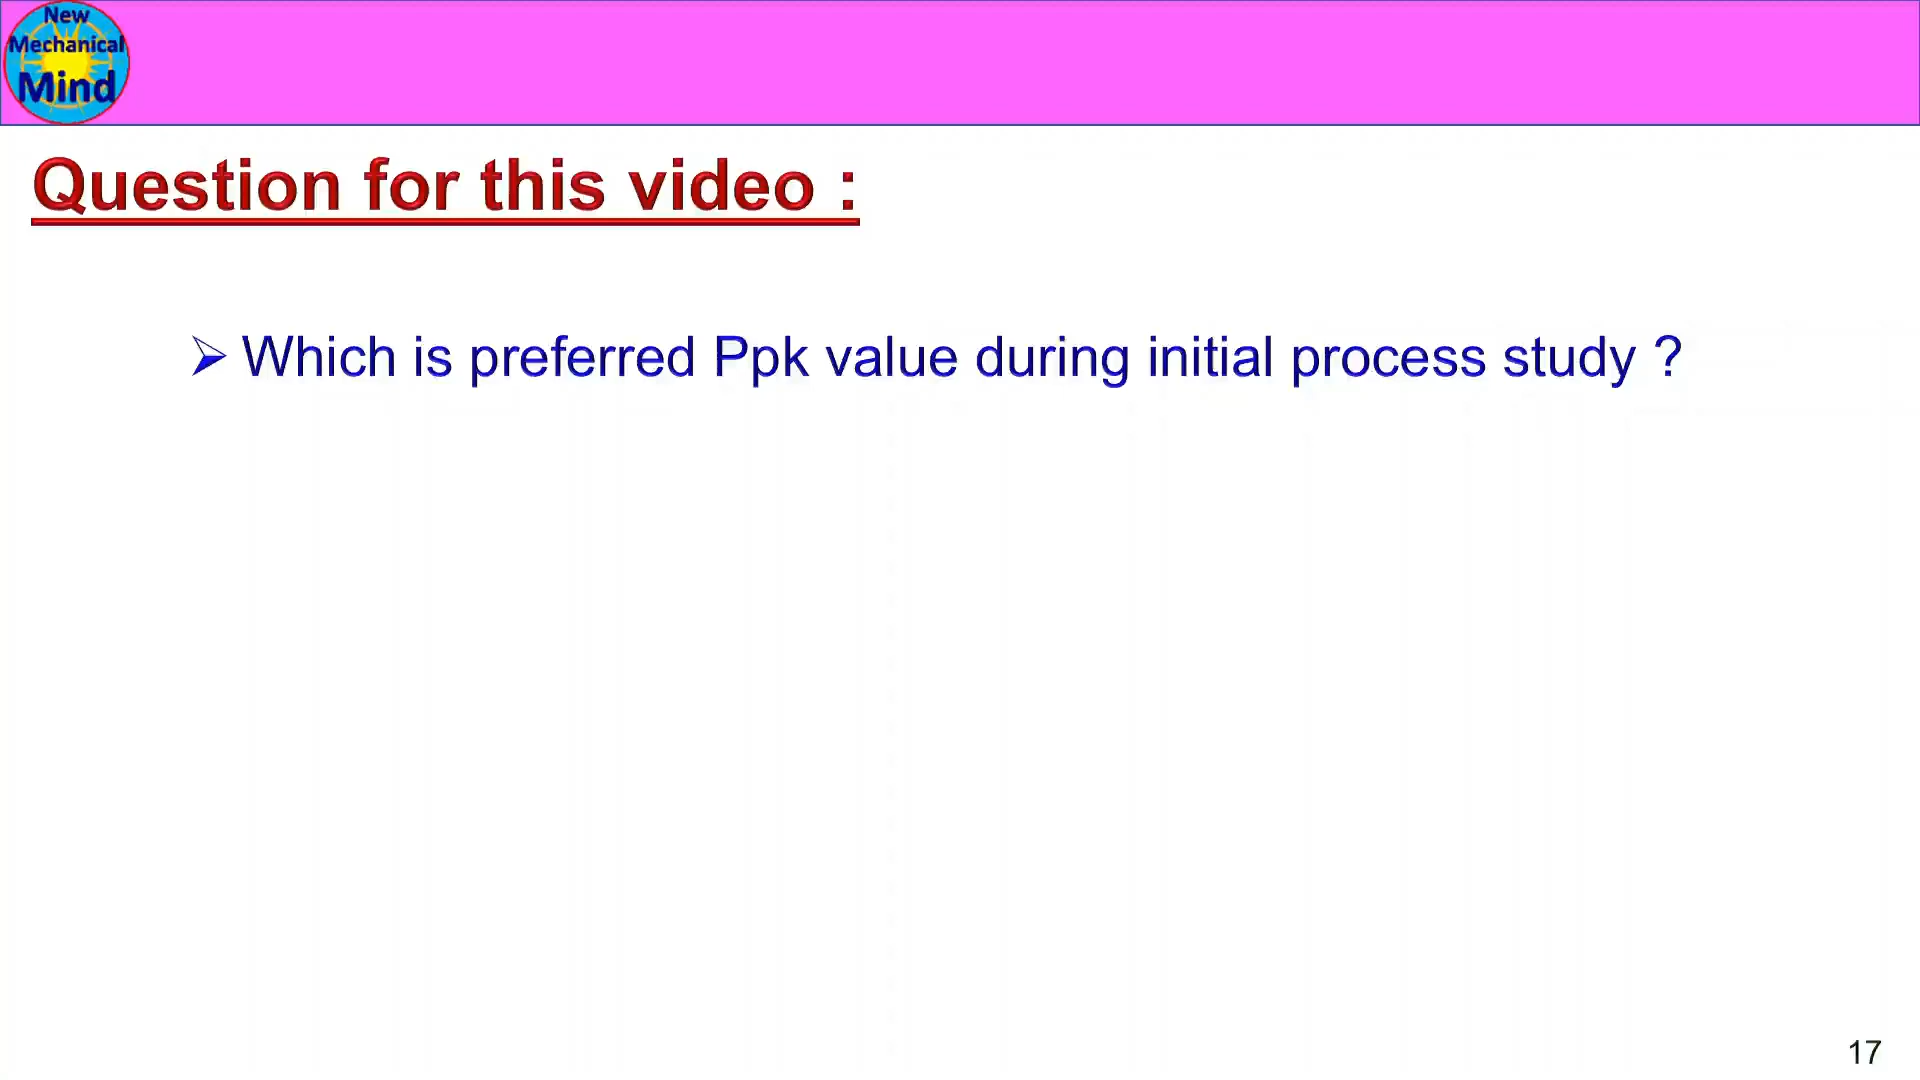 New
Mechanical
Mind
Question for this video :
Which is preferred Ppk value during initial process study ?
17